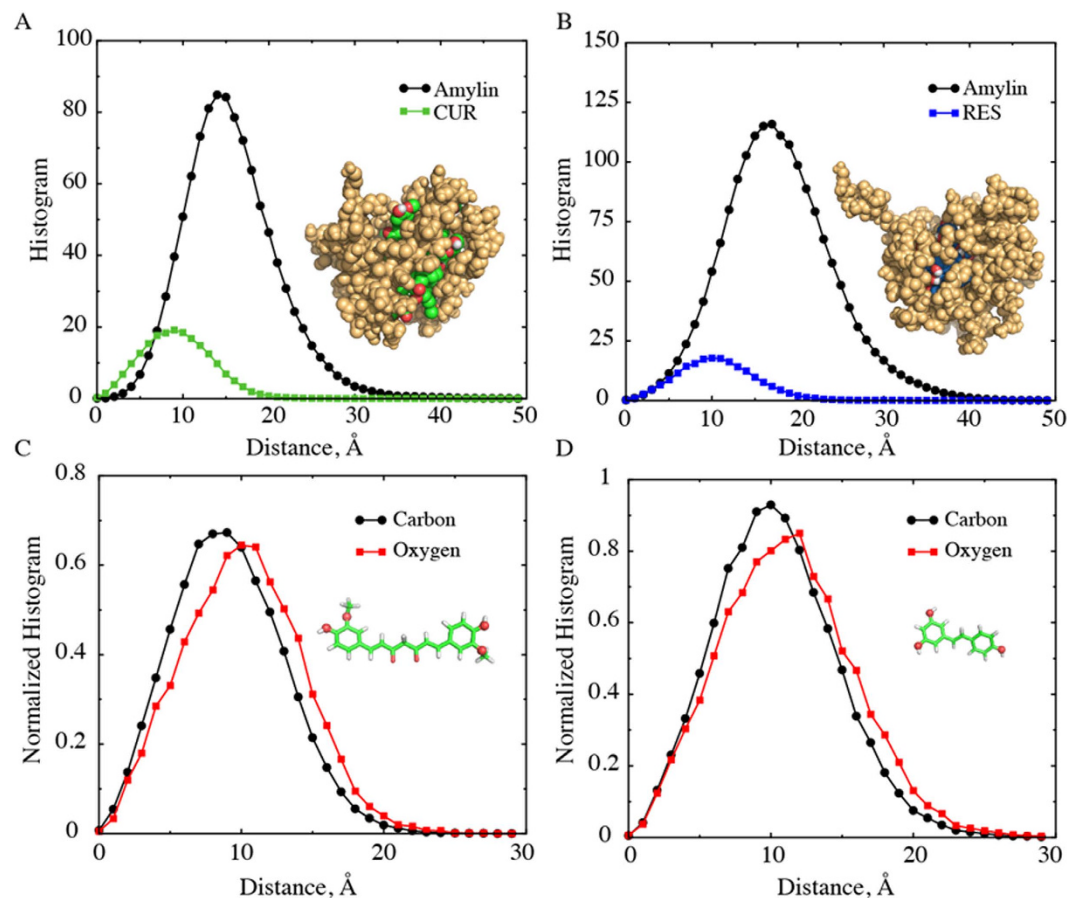 A
100
80
60
40
20
0
Histogram
Amylin
CUR
0 10 20 30 40 50
Distance, Å
B
150
125
100
75
50
25
0
Histogram
Amylin
RES
0 10 20 30 40 50
Distance, Å
C
0.8
0.6
0.4
0.2
0
Normalized Histogram
Carbon
Oxygen
0 10 20 30
Distance, Å
D
1
0.8
0.6
0.4
0.2
0
Normalized Histogram
Carbon
Oxygen
0 10 20 30
Distance, Å